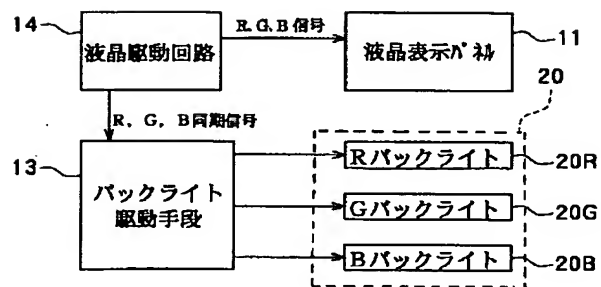 14
液晶駆動回路
R,G,B信号
液晶表示パネル
11
20
R, G, B同期信号
13
バックライト
駆動手段
Rバックライト
20R
Gバックライト
20G
Bバックライト
20B